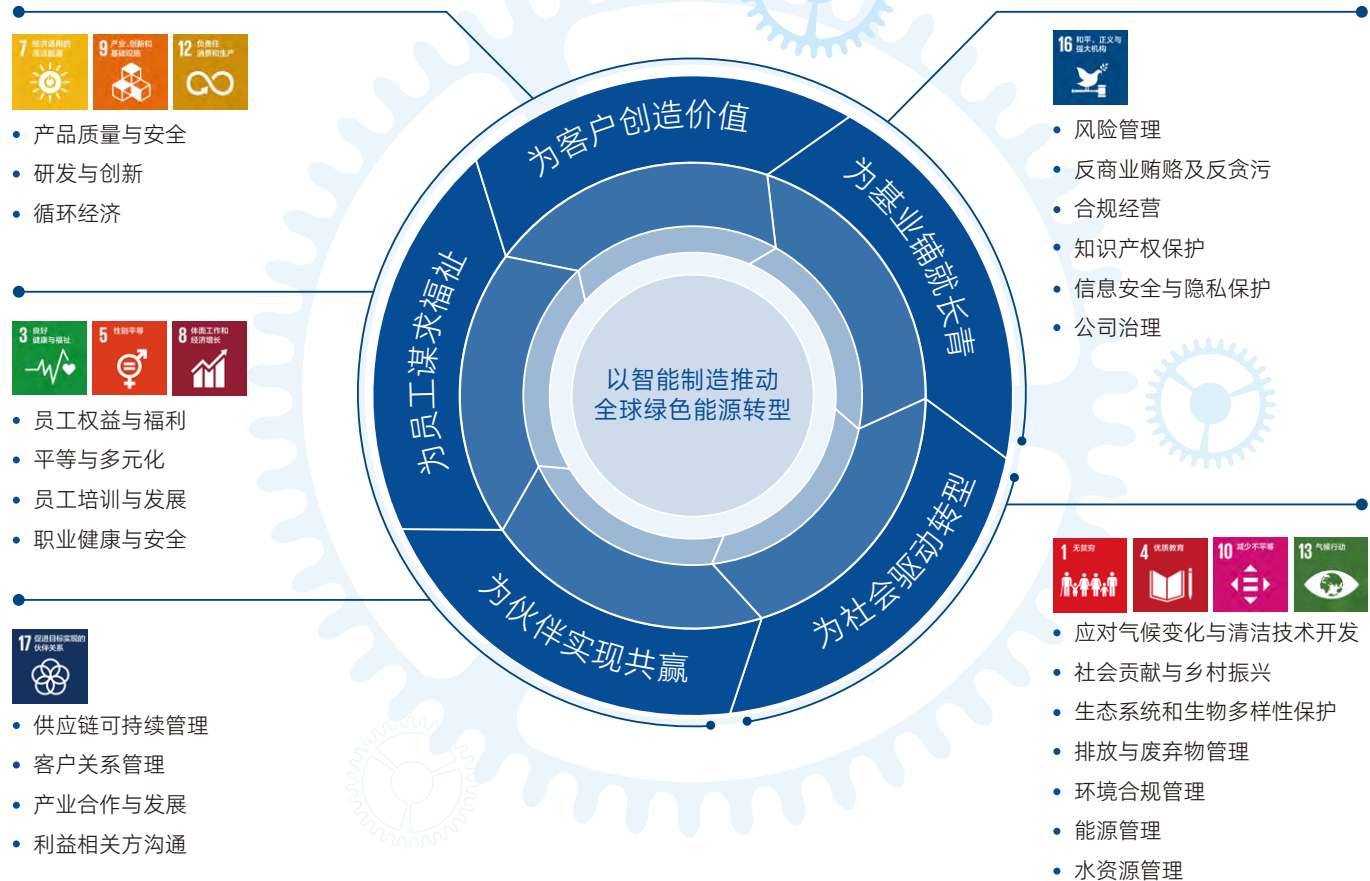 7 经济适用的
清洁能源
9 产业、创新和
基础设施
12 负责任
消费和生产
产品质量与安全
研发与创新
循环经济
3 良好
健康与福祉
5 性别平等
8 体面工作和
经济增长
员工权益与福利
平等与多元化
员工培训与发展
职业健康与安全
17 促进目标实现的
伙伴关系
供应链可持续管理
客户关系管理
产业合作与发展
利益相关方沟通
为客户创造价值
为基业铺就长青
为社会驱动转型
为伙伴实现共赢
为员工谋求福祉
以智能制造推动
全球绿色能源转型
16 和平、正义与
强大机构
风险管理
反商业贿赂及反贪污
合规经营
知识产权保护
信息安全与隐私保护
公司治理
1 无贫穷
4 优质教育
10 减少不平等
13 气候行动
应对气候变化与清洁技术开发
社会贡献与乡村振兴
生态系统和生物多样性保护
排放与废弃物管理
环境合规管理
能源管理
水资源管理